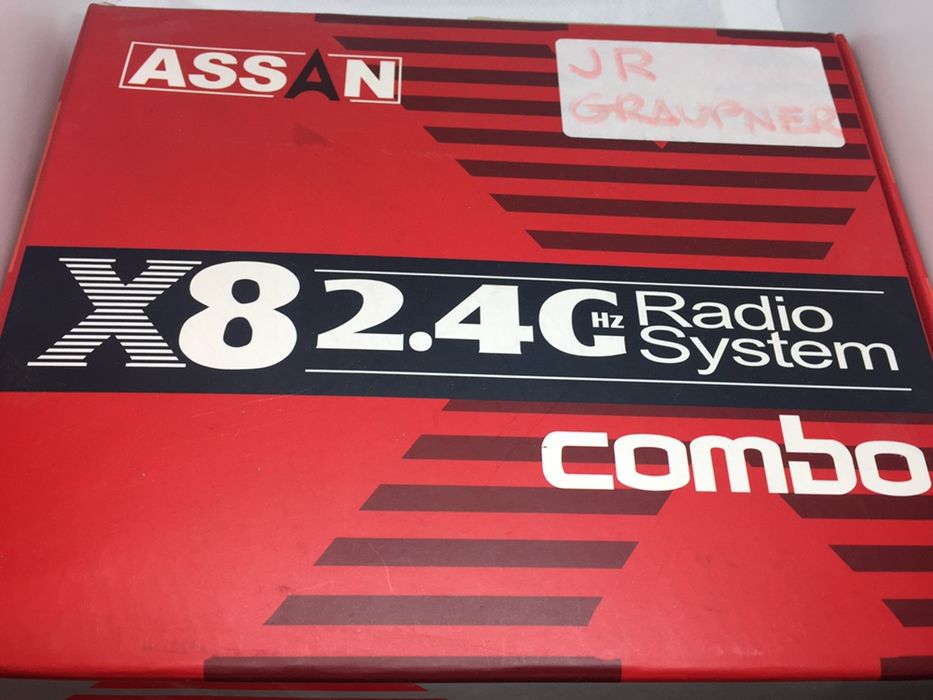 ASSAN
JR
GRAUPNER
X8 2.4GHz Radio System
combo